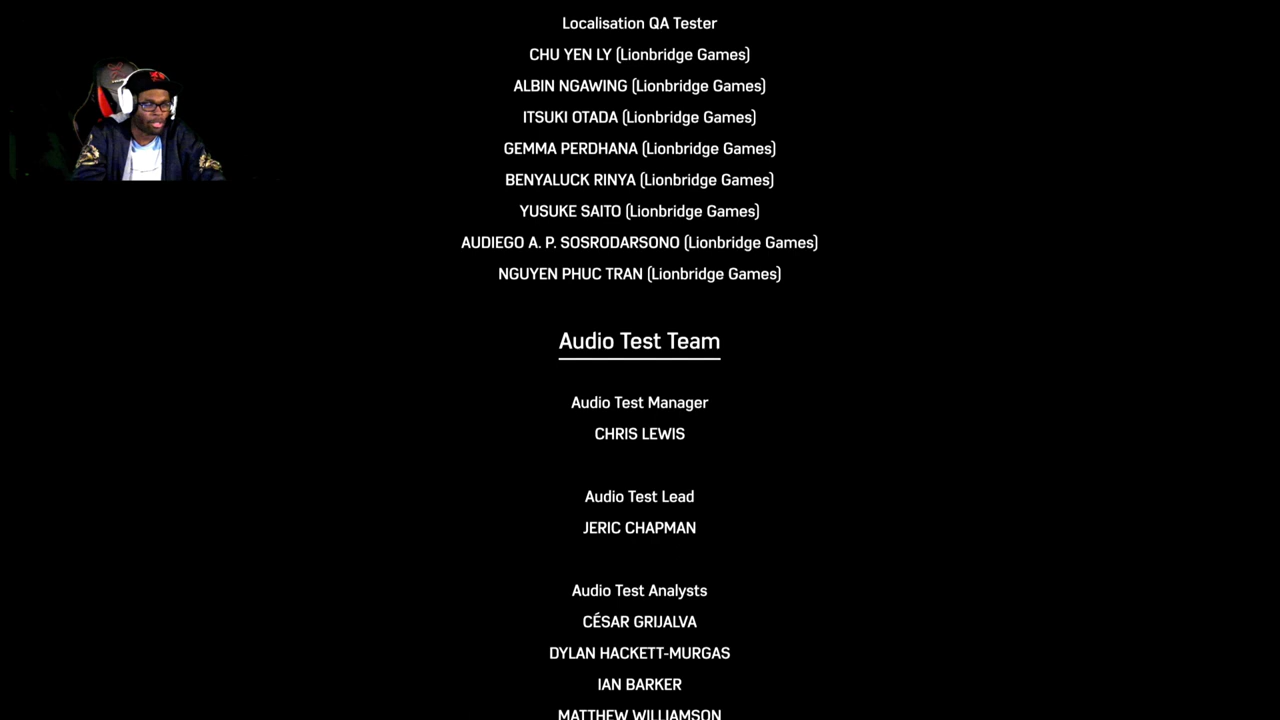 Localisation QA Tester
CHU YEN LY (Lionbridge Games)
ALBIN NGAWING (Lionbridge Games)
ITSUKI OTADA (Lionbridge Games)
GEMMA PERDHANA (Lionbridge Games)
BENYALUCK RINYA (Lionbridge Games)
YUSUKE SAITO (Lionbridge Games)
AUDIEGO A. P. SOSRODARSONO (Lionbridge Games)
NGUYEN PHUC TRAN (Lionbridge Games)
Audio Test Team
Audio Test Manager
CHRIS LEWIS
Audio Test Lead
JERIC CHAPMAN
Audio Test Analysts
CÉSAR GRIJALVA
DYLAN HACKETT-MURGAS
IAN BARKER
MATTHEW WILLIAMSON